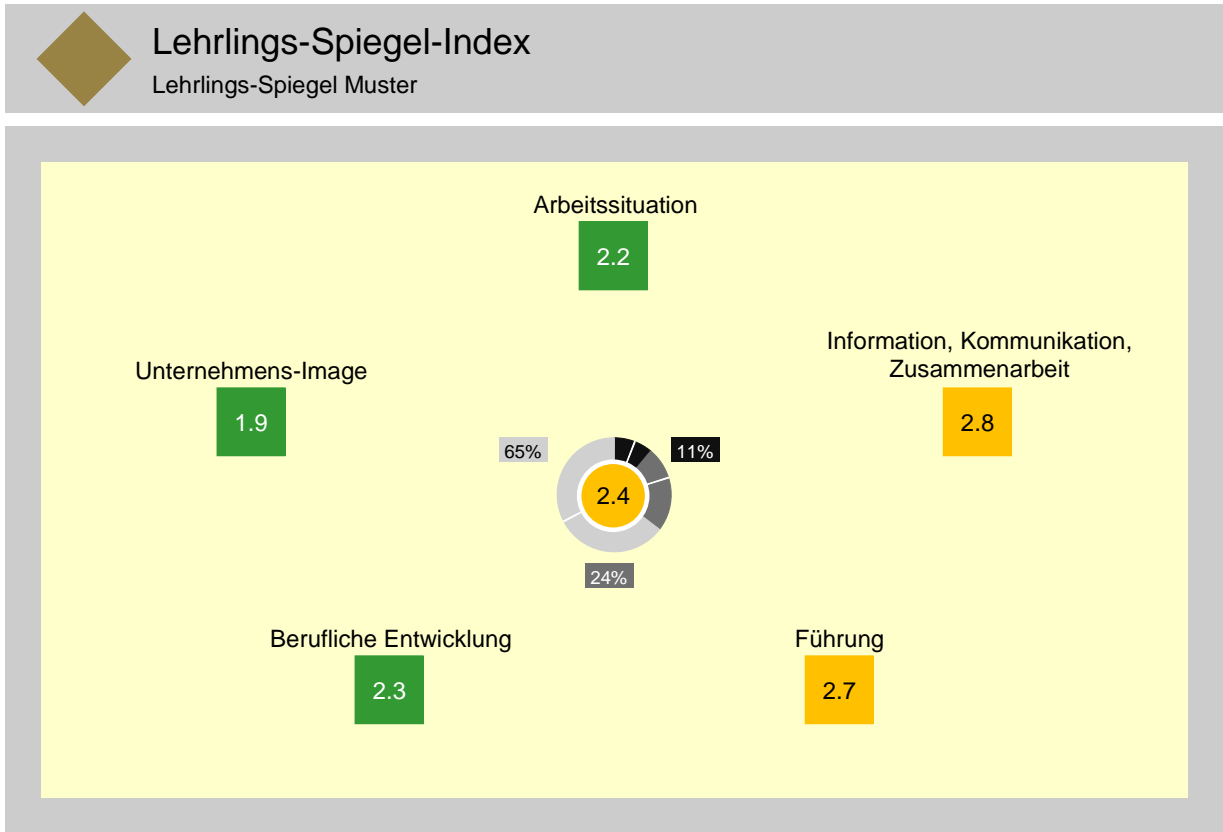 Lehrlings-Spiegel-Index
Lehrlings-Spiegel Muster
Arbeitssituation
2.2
Information, Kommunikation,
Zusammenarbeit
2.8
Unternehmens-Image
1.9
65%
11%
2.4
24%
Berufliche Entwicklung
2.3
Führung
2.7